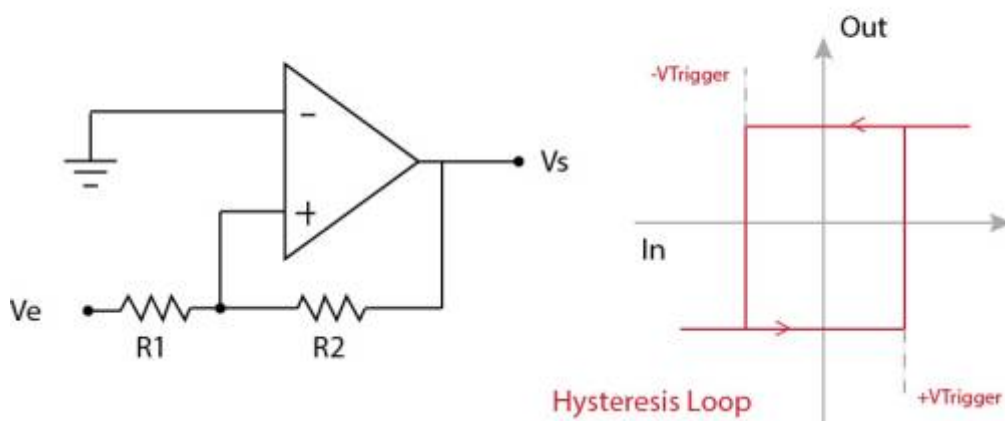 -
+
Vs
Ve
R1
R2
Out
-VTrigger
In
+VTrigger
Hysteresis Loop